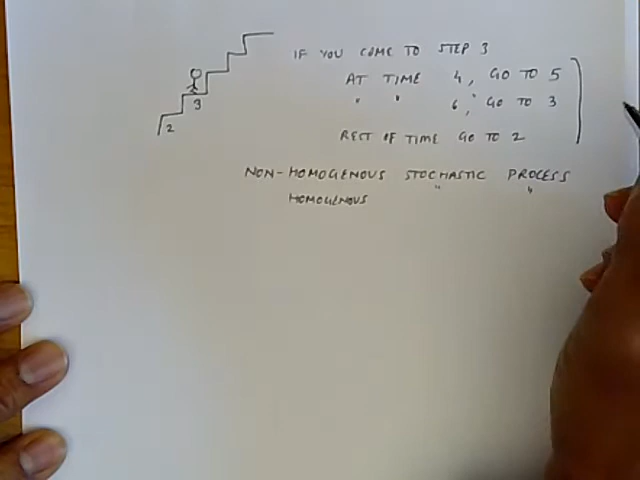 IF YOU COME TO STEP 3
AT TIME 4, GO TO 5
" " 6, GO TO 3
REST OF TIME GO TO 2
3
2
NON-HOMOGENOUS STOCHASTIC PROCESS
HOMOGENOUS " "